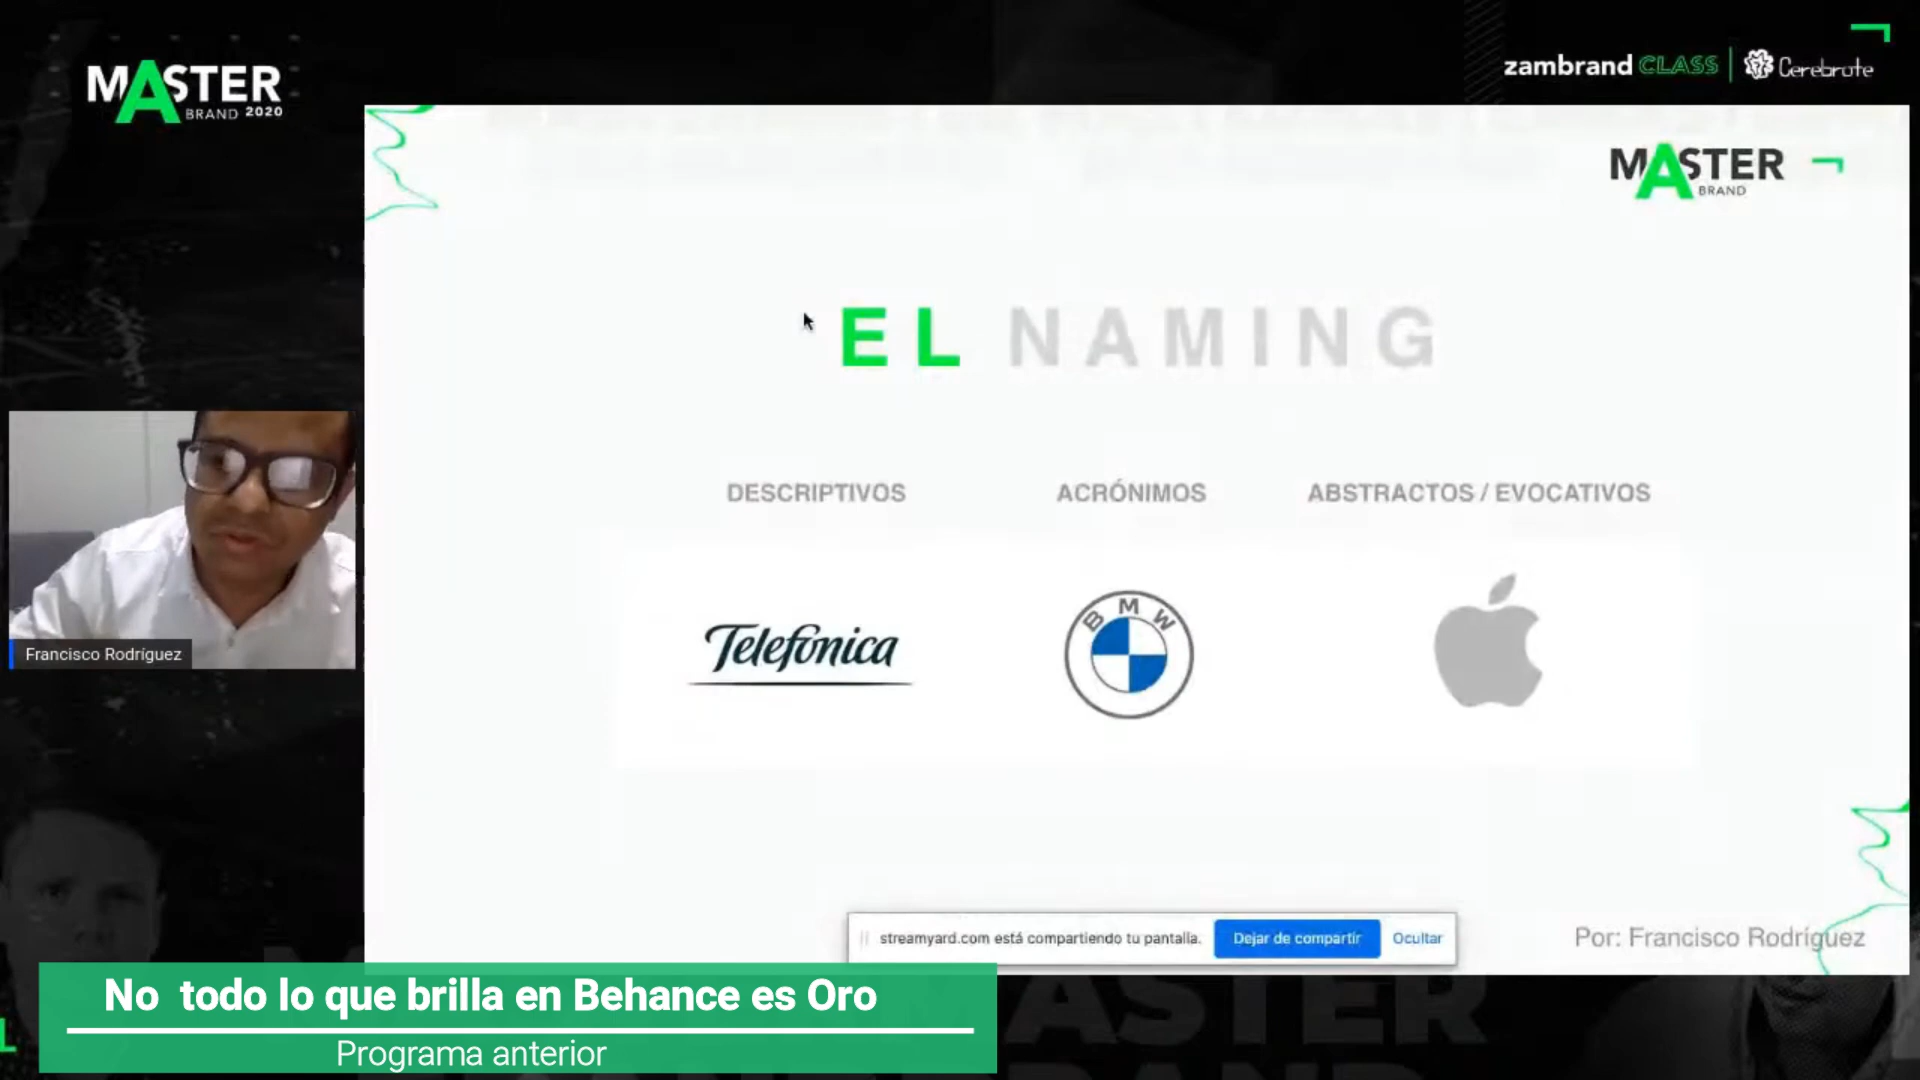 MASTER
BRAND 2020
zambrand CLASS | Cerebrote
MASTER
BRAND
EL NAMING
DESCRIPTIVOS
ACRÓNIMOS
ABSTRACTOS / EVOCATIVOS
Telefónica
BMW
Francisco Rodríguez
streamyard.com está compartiendo tu pantalla.
Dejar de compartir
Ocultar
Por: Francisco Rodríguez
No todo lo que brilla en Behance es Oro
Programa anterior